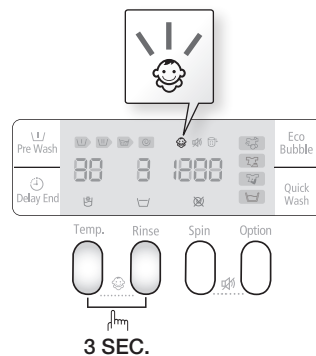 Pre Wash
Eco
Bubble
88 8 1888
Delay End
Quick
Wash
Temp. Rinse Spin Option
3 SEC.